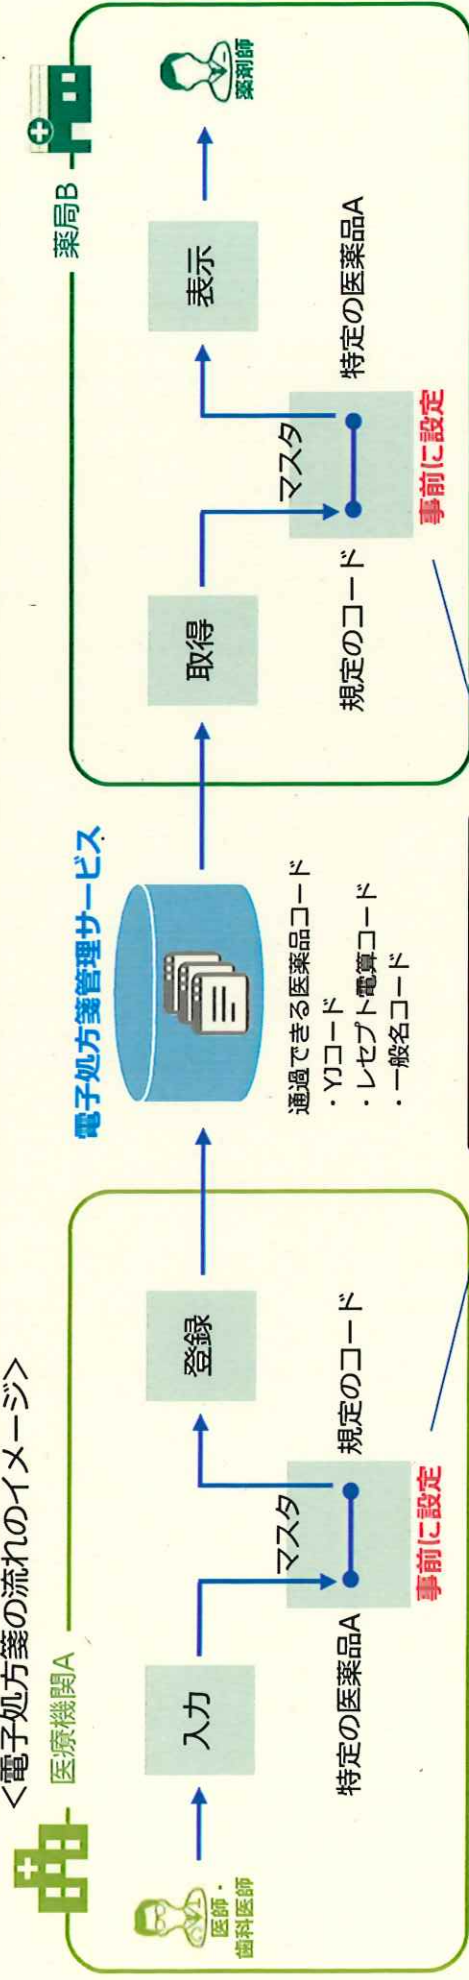 <電子処方箋の流れのイメージ>
医療機関A
医師・
歯科医師
入力
マスタ
特定の医薬品A
規定のコード
事前に設定
登録
電子処方箋管理サービス
通過できる医薬品コード
・YJコード
・レセプト電算コード
・一般名コード
薬局B
取得
マスタ
規定のコード
特定の医薬品A
事前に設定
表示
薬剤師